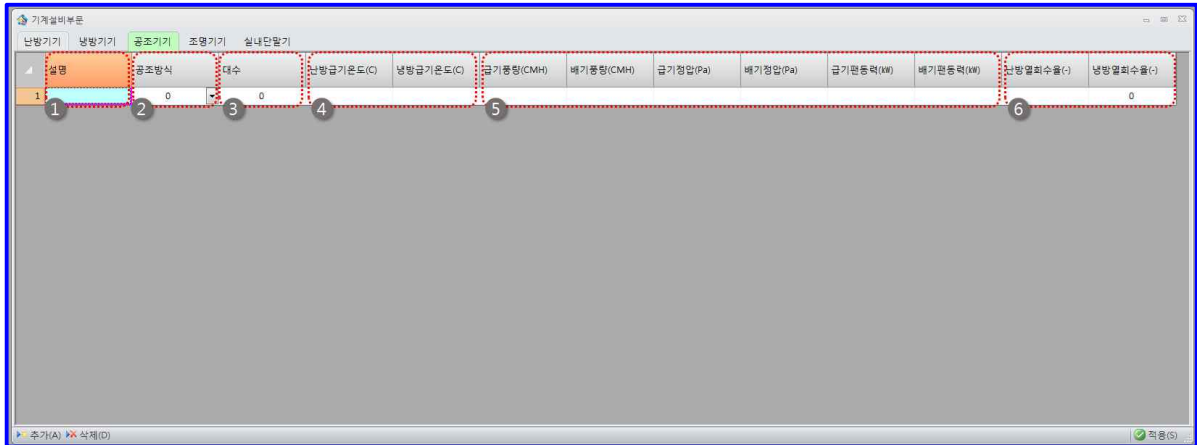 기계설비부문
난방기기 냉방기기 공조기기 조명기기 실내단말기
설명 공조방식 대수 난방급기온도(C) 냉방급기온도(C) 급기풍량(CMH) 배기풍량(CMH) 급기정압(Pa) 배기정압(Pa) 급기팬동력(kW) 배기팬동력(kW) 난방열회수율(-) 냉방열회수율(-)
1 0 0 0
1 2 3 4 5 6
추가(A) 삭제(D) 적용(S)